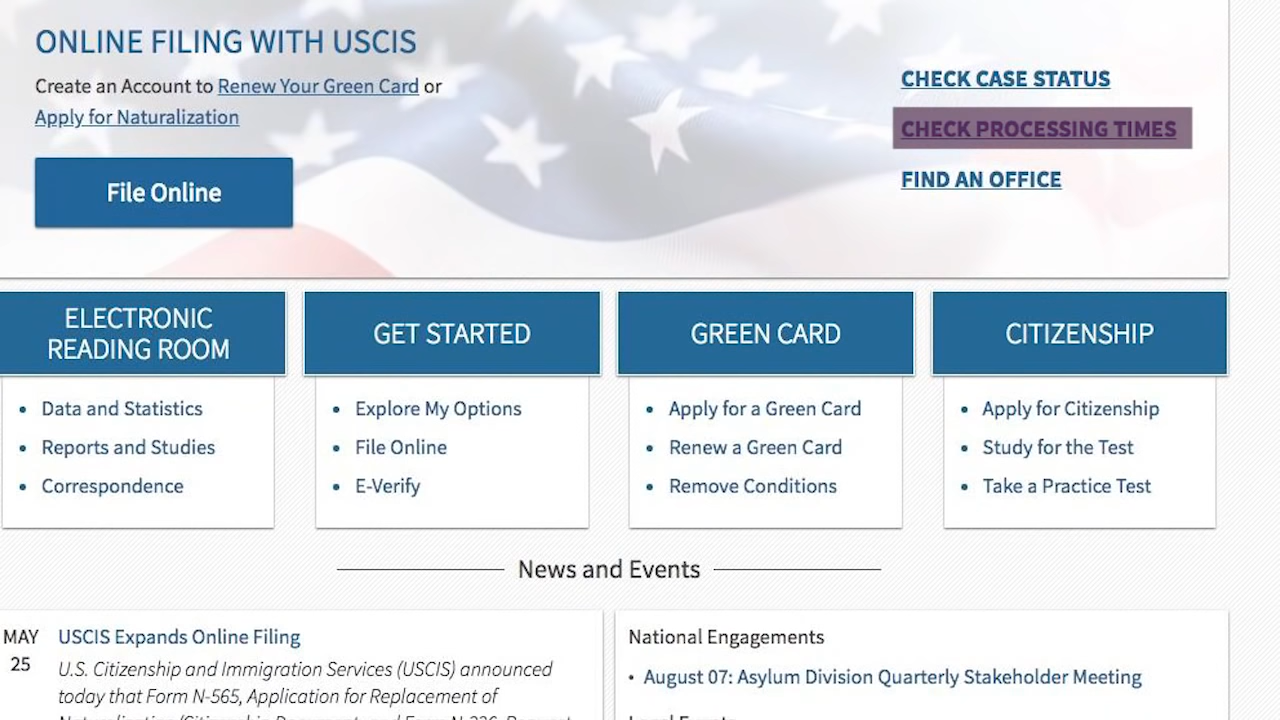 ONLINE FILING WITH USCIS
Create an Account to Renew Your Green Card or
Apply for Naturalization
File Online
CHECK CASE STATUS
CHECK PROCESSING TIMES
FIND AN OFFICE
ELECTRONIC
READING ROOM
Data and Statistics
Reports and Studies
Correspondence
GET STARTED
Explore My Options
File Online
E-Verify
GREEN CARD
Apply for a Green Card
Renew a Green Card
Remove Conditions
CITIZENSHIP
Apply for Citizenship
Study for the Test
Take a Practice Test
News and Events
MAY
25
USCIS Expands Online Filing
U.S. Citizenship and Immigration Services (USCIS) announced
today that Form N-565, Application for Replacement of
National Engagements
• August 07: Asylum Division Quarterly Stakeholder Meeting